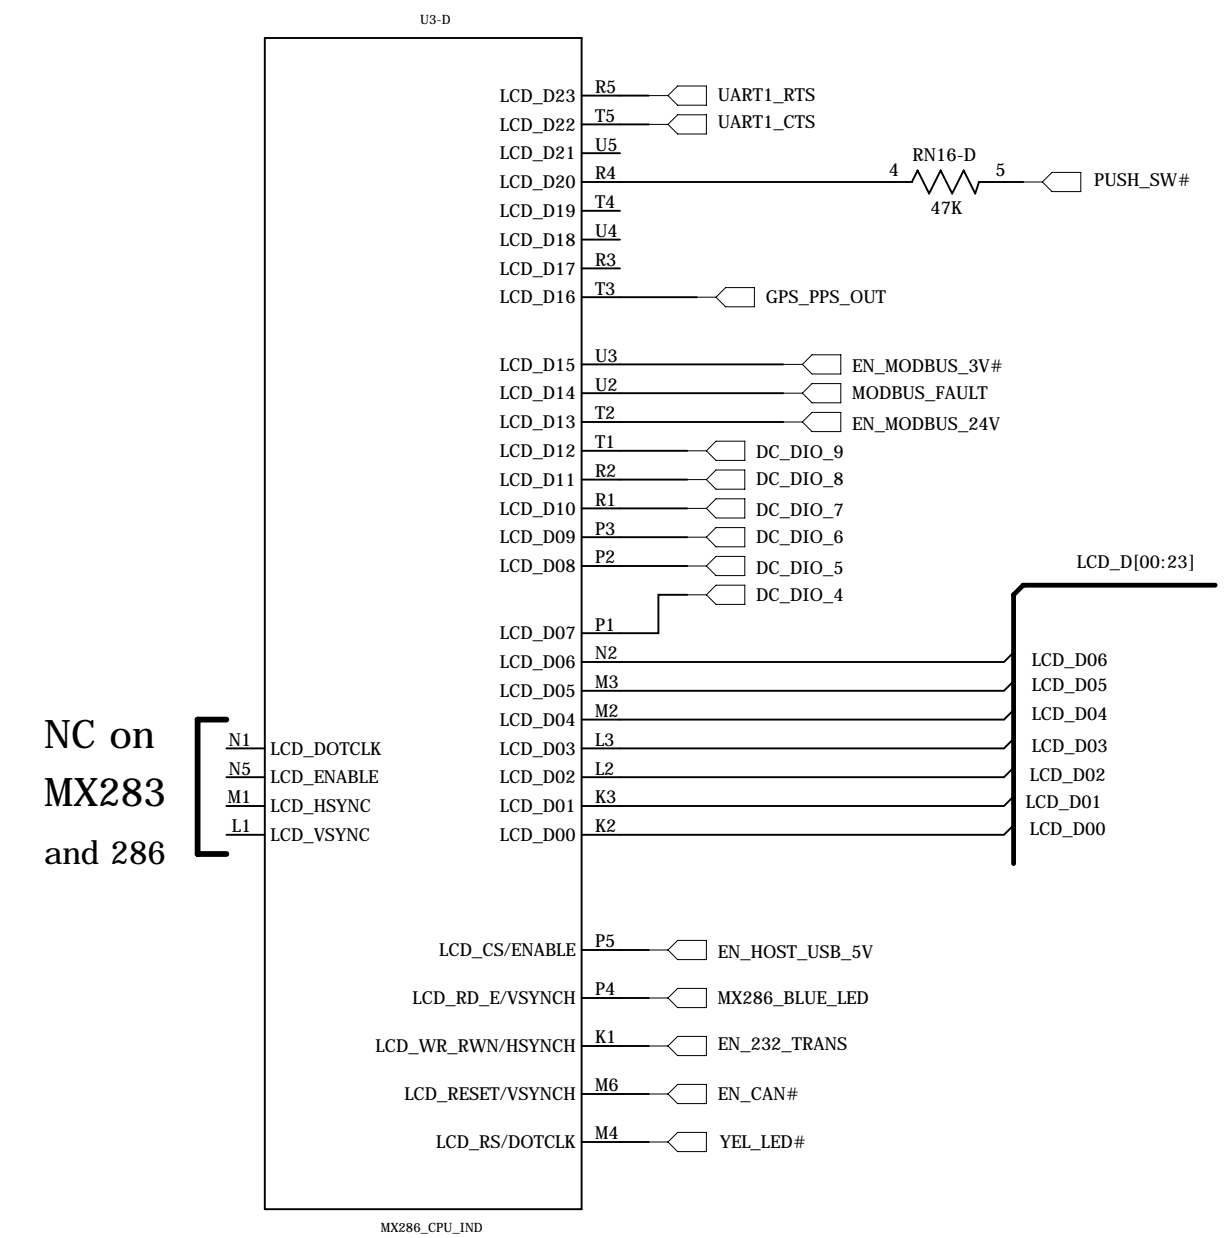 U3-D
LCD_D23 R5 UART1_RTS
LCD_D22 T5 UART1_CTS
LCD_D21 U5
RN16-D
LCD_D20 R4 4 5 PUSH_SW#
47K
LCD_D19 T4
LCD_D18 U4
LCD_D17 R3
LCD_D16 T3 GPS_PPS_OUT
LCD_D15 U3 EN_MODBUS_3V#
LCD_D14 U2 MODBUS_FAULT
LCD_D13 T2 EN_MODBUS_24V
LCD_D12 T1 DC_DIO_9
LCD_D11 R2 DC_DIO_8
LCD_D10 R1 DC_DIO_7
LCD_D09 P3 DC_DIO_6
LCD_D08 P2 DC_DIO_5
LCD_D[00:23]
DC_DIO_4
LCD_D07 P1
LCD_D06 N2 LCD_D06
LCD_D05 M3 LCD_D05
LCD_D04 M2 LCD_D04
NC on
MX283
and 286
N1 LCD_DOTCLK LCD_D03 L3 LCD_D03
N5 LCD_ENABLE LCD_D02 L2 LCD_D02
M1 LCD_HSYNC LCD_D01 K3 LCD_D01
L1 LCD_VSYNC LCD_D00 K2 LCD_D00
LCD_CS/ENABLE P5 EN_HOST_USB_5V
LCD_RD_E/VSYNCH P4 MX286_BLUE_LED
LCD_WR_RWN/HSYNCH K1 EN_232_TRANS
LCD_RESET/VSYNCH M6 EN_CAN#
LCD_RS/DOTCLK M4 YEL_LED#
MX286_CPU_IND